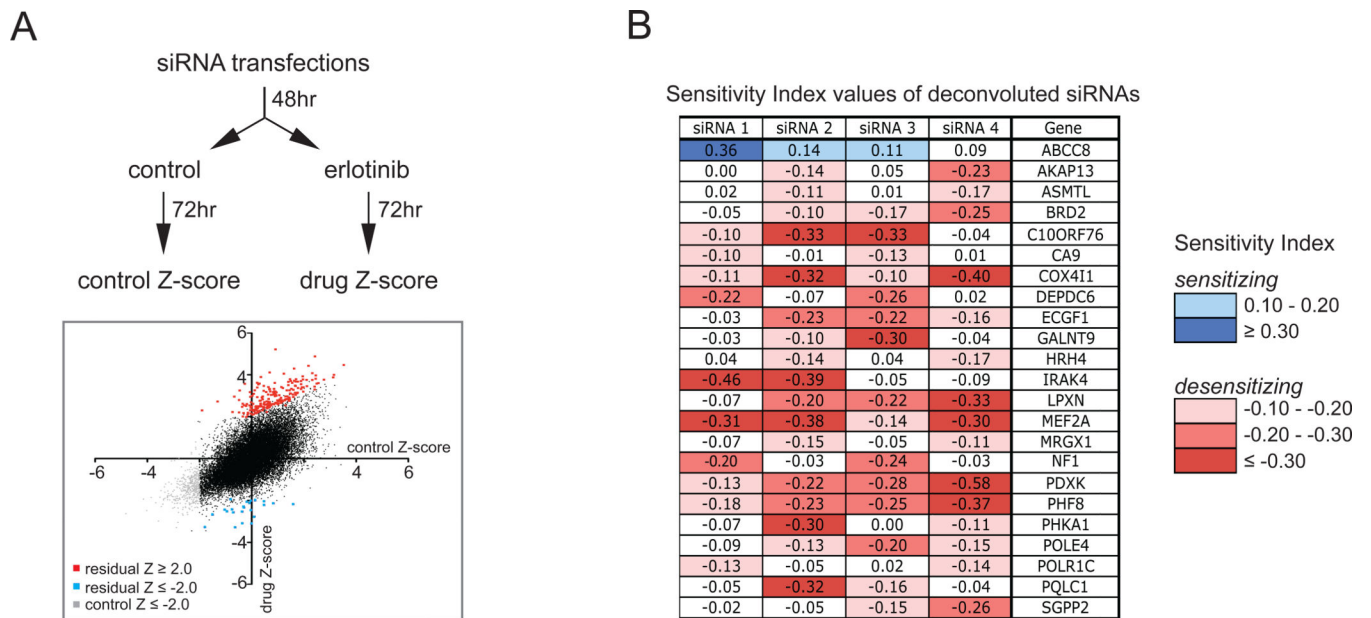 A
siRNA transfections
48hr
control erlotinib
72hr 72hr
control Z-score drug Z-score
6
4
2
control Z-score
-6 -4 -2 2 4 6
-4
-6
drug Z-score
residual Z ≥ 2.0
residual Z ≤ -2.0
control Z ≤ -2.0
B
Sensitivity Index values of deconvoluted siRNAs
siRNA 1 siRNA 2 siRNA 3 siRNA 4 Gene
0.36 0.14 0.11 0.09 ABCC8
0.00 -0.14 0.05 -0.23 AKAP13
0.02 -0.11 0.01 -0.17 ASMTL
-0.05 -0.10 -0.17 -0.25 BRD2
-0.10 -0.33 -0.33 -0.04 C10ORF76
-0.10 -0.01 -0.13 0.01 CA9
-0.11 -0.32 -0.10 -0.40 COX4I1
-0.22 -0.07 -0.26 0.02 DEPDC6
-0.03 -0.23 -0.22 -0.16 ECGF1
-0.03 -0.10 -0.30 -0.04 GALNT9
0.04 -0.14 0.04 -0.17 HRH4
-0.46 -0.39 -0.05 -0.09 IRAK4
-0.07 -0.20 -0.22 -0.33 LPXN
-0.31 -0.38 -0.14 -0.30 MEF2A
-0.07 -0.15 -0.05 -0.11 MRGX1
-0.20 -0.03 -0.24 -0.03 NF1
-0.13 -0.22 -0.28 -0.58 PDXK
-0.18 -0.23 -0.25 -0.37 PHF8
-0.07 -0.30 0.00 -0.11 PHKA1
-0.09 -0.13 -0.20 -0.15 POLE4
-0.13 -0.05 0.02 -0.14 POLR1C
-0.05 -0.32 -0.16 -0.04 PQLC1
-0.02 -0.05 -0.15 -0.26 SGPP2
Sensitivity Index
sensitizing
0.10 - 0.20
≥ 0.30
desensitizing
-0.10 - -0.20
-0.20 - -0.30
≤ -0.30